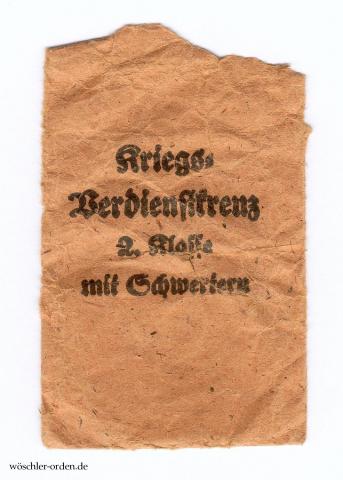 Kriegs-
Verdienstkreuz
2. Klasse
mit Schwertern
wöschler-orden.de